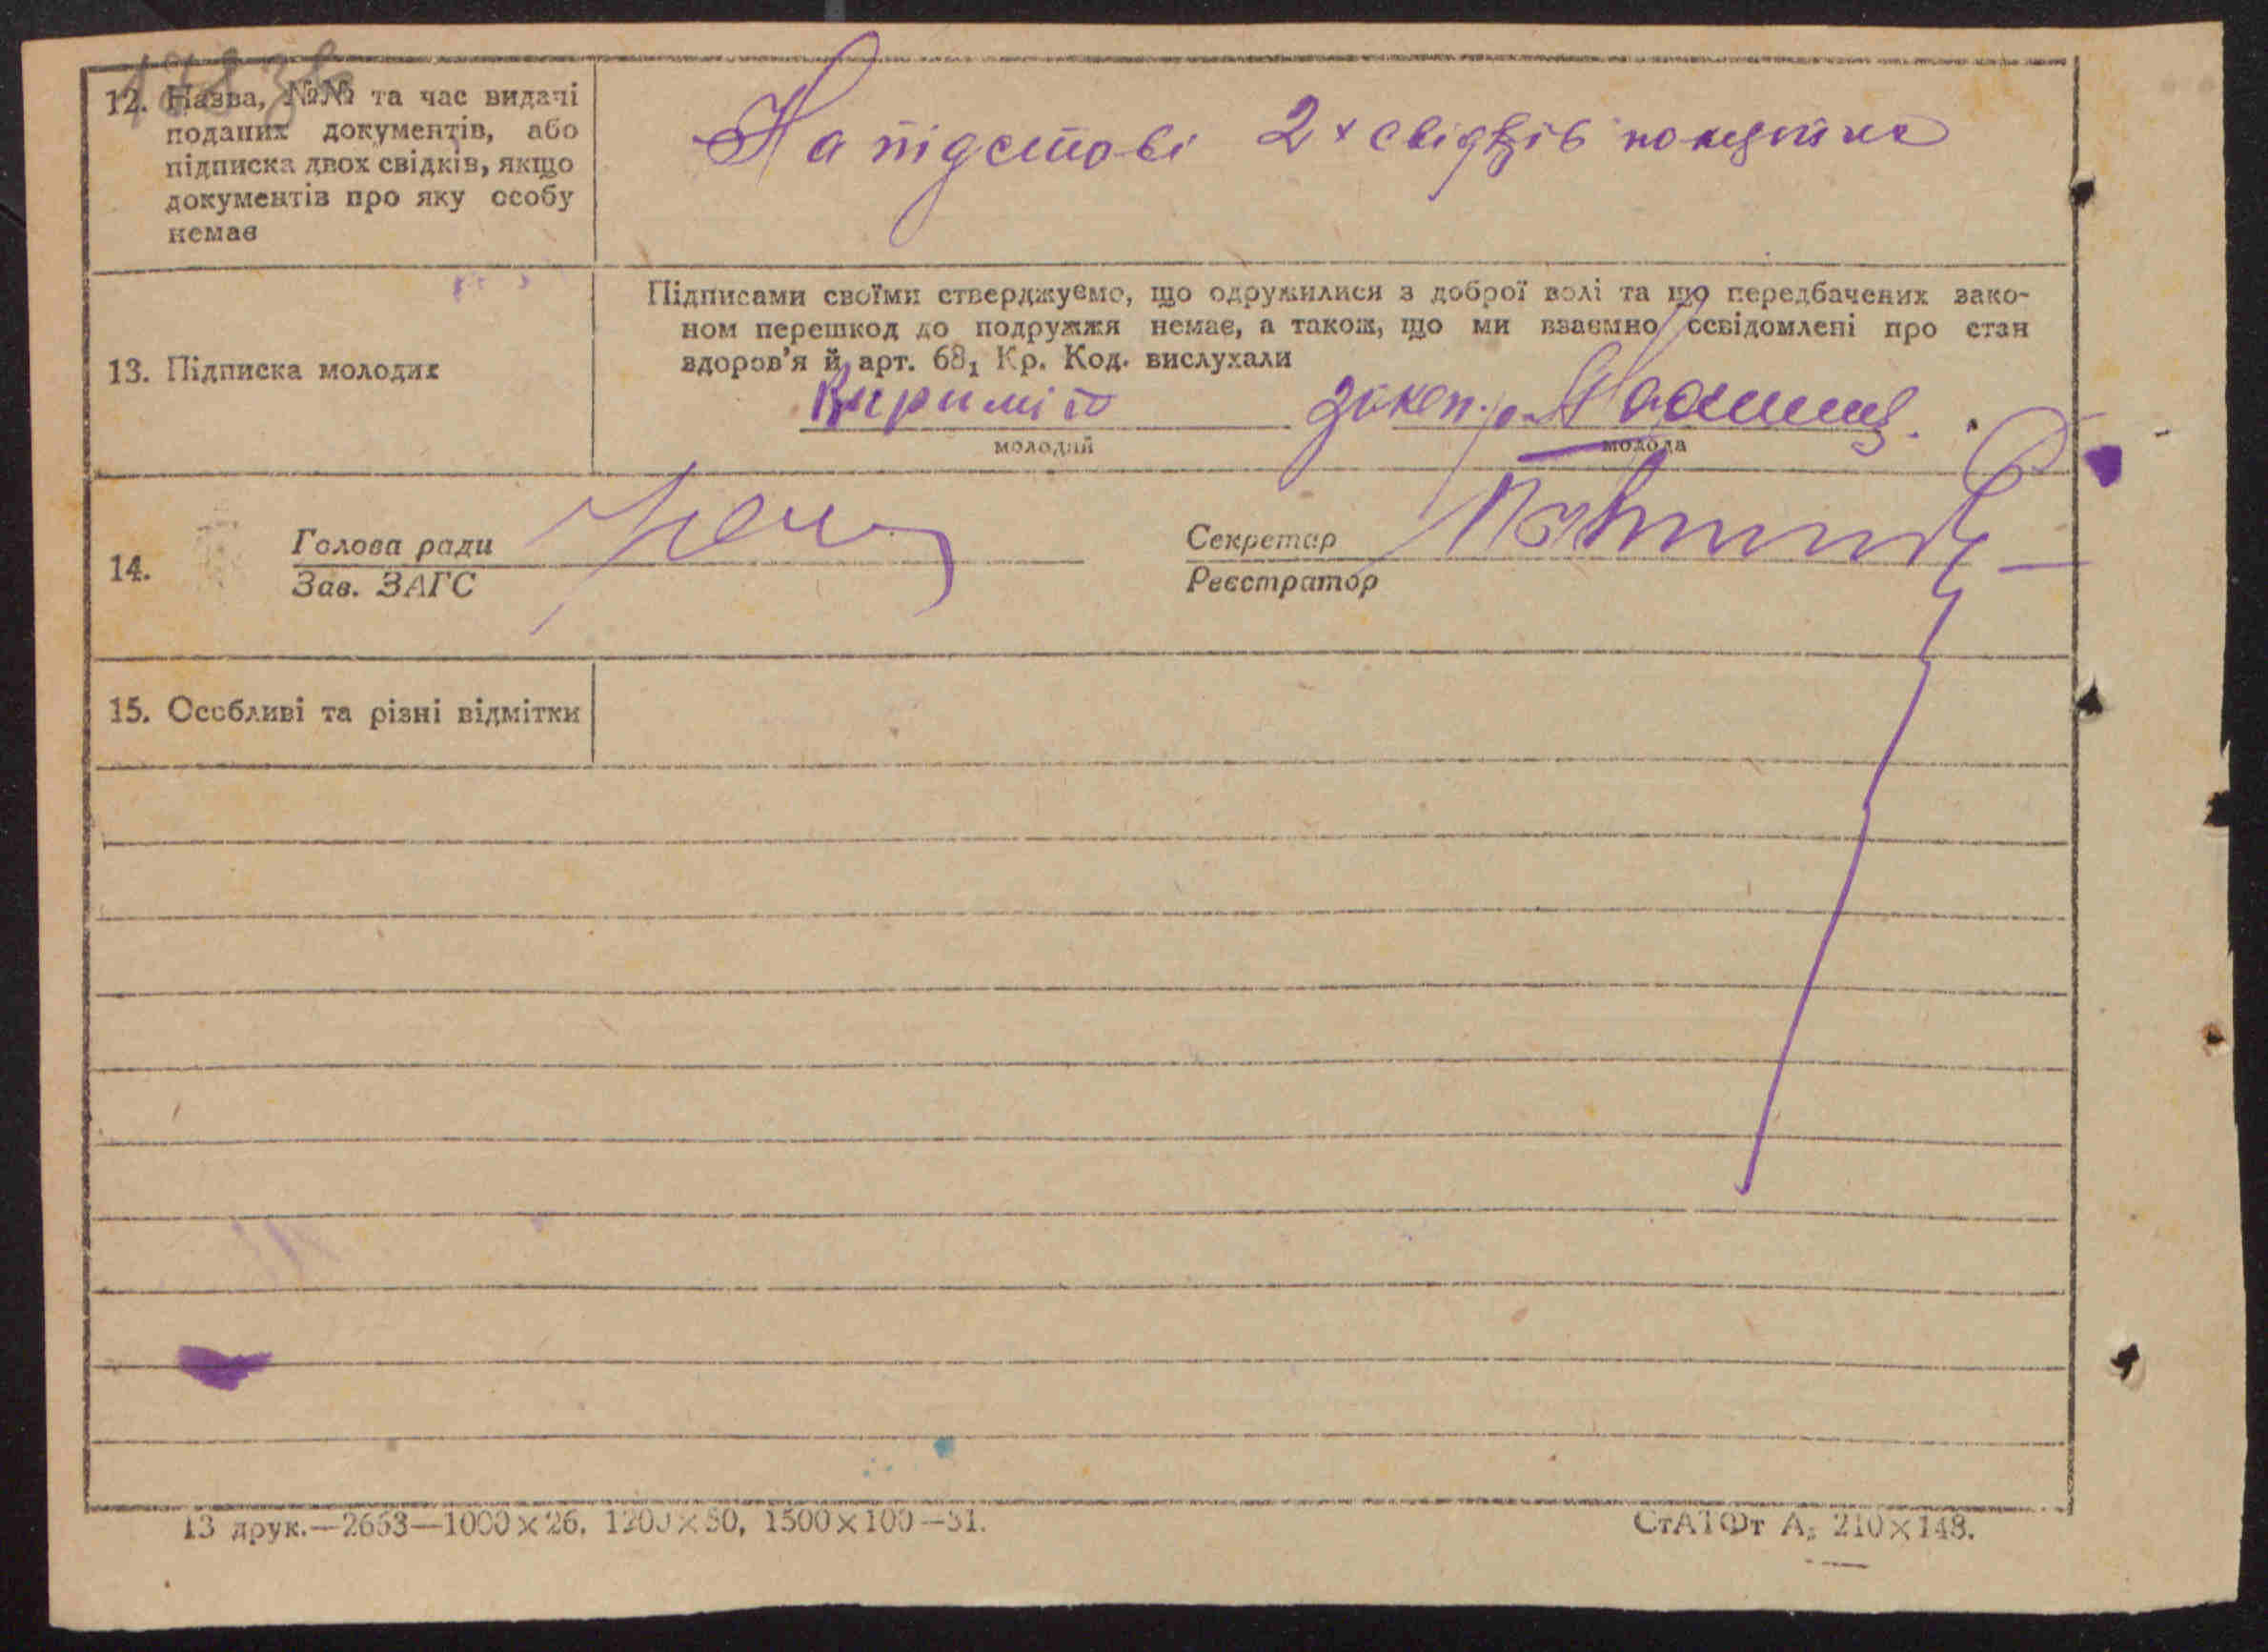 12. Назва, №№ та час видачі
поданих документів, або
підписка двох свідків, якщо
документів про яку особу
немає
На підставі 2х свідків
13. Підписка молодих
Підписами своїми стверджуємо, що одружилися з доброї волі та що передбачених зако-
ном перешкод до подружжя немає, а також, що ми взаємно освідомлені про стан
здоров'я й арт. 68₁ Кр. Код. вислухали
молодий
молода
14.
Голова ради
Зав. ЗАГС
Секретар
Реєстратор
15. Особливі та різні відмітки
13 друк.—2663—1000×26, 1200×50, 1500×100—31.
СтАТФт А₅ 210×148.